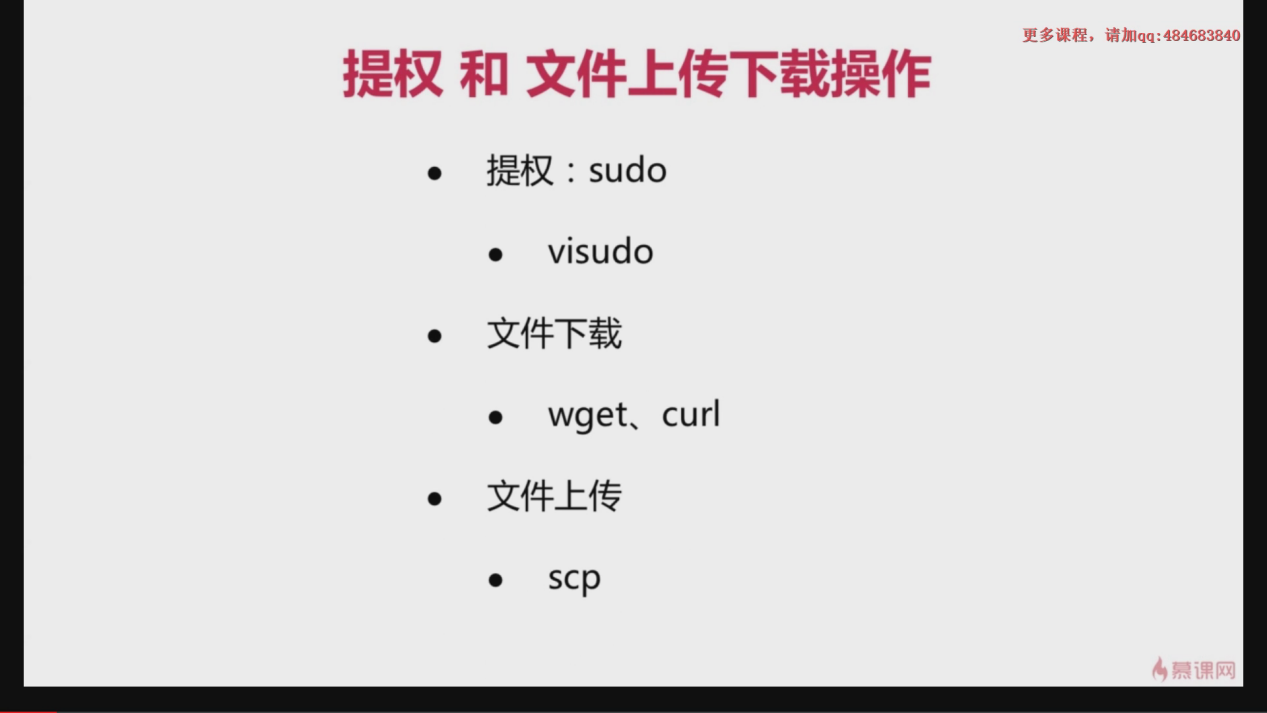 更多课程，请加qq:484683840
提权 和 文件上传下载操作
• 提权：sudo
• visudo
• 文件下载
• wget、curl
• 文件上传
• scp
慕课网